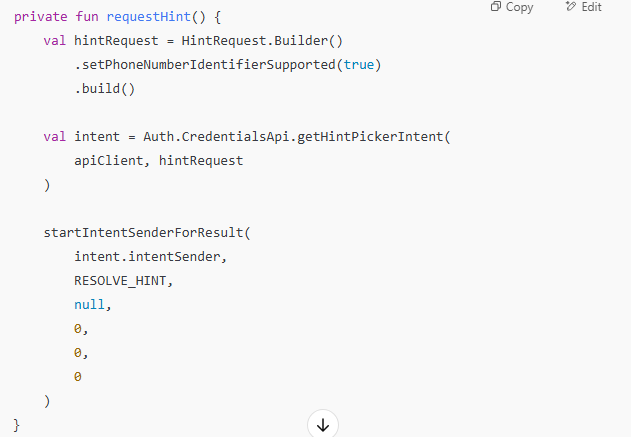 Copy Edit
private fun requestHint() {
    val hintRequest = HintRequest.Builder()
        .setPhoneNumberIdentifierSupported(true)
        .build()

    val intent = Auth.CredentialsApi.getHintPickerIntent(
        apiClient, hintRequest
    )

    startIntentSenderForResult(
        intent.intentSender,
        RESOLVE_HINT,
        null,
        0,
        0,
        0
    )
}